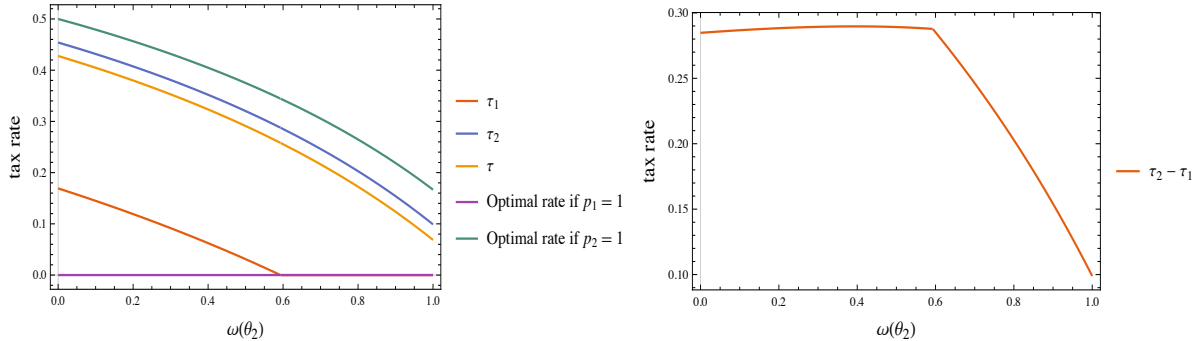 0.5
0.4
0.3
0.2
0.1
0.0
tax rate
0.0 0.2 0.4 0.6 0.8 1.0
ω(θ₂)
τ₁
τ₂
τ
Optimal rate if p₁ = 1
Optimal rate if p₂ = 1
0.30
0.25
0.20
0.15
0.10
tax rate
0.0 0.2 0.4 0.6 0.8 1.0
ω(θ₂)
τ₂ − τ₁